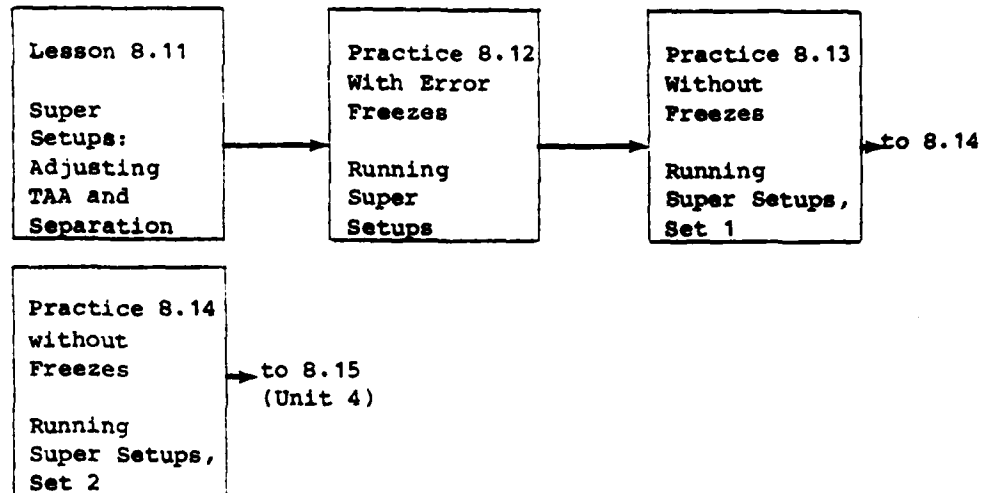 Lesson 8.11
Super
Setups:
Adjusting
TAA and
Separation
Practice 8.12
With Error
Freezes
Running
Super
Setups
Practice 8.13
Without
Freezes
Running
Super Setups,
Set 1
to 8.14
Practice 8.14
without
Freezes
Running
Super Setups,
Set 2
to 8.15
(Unit 4)